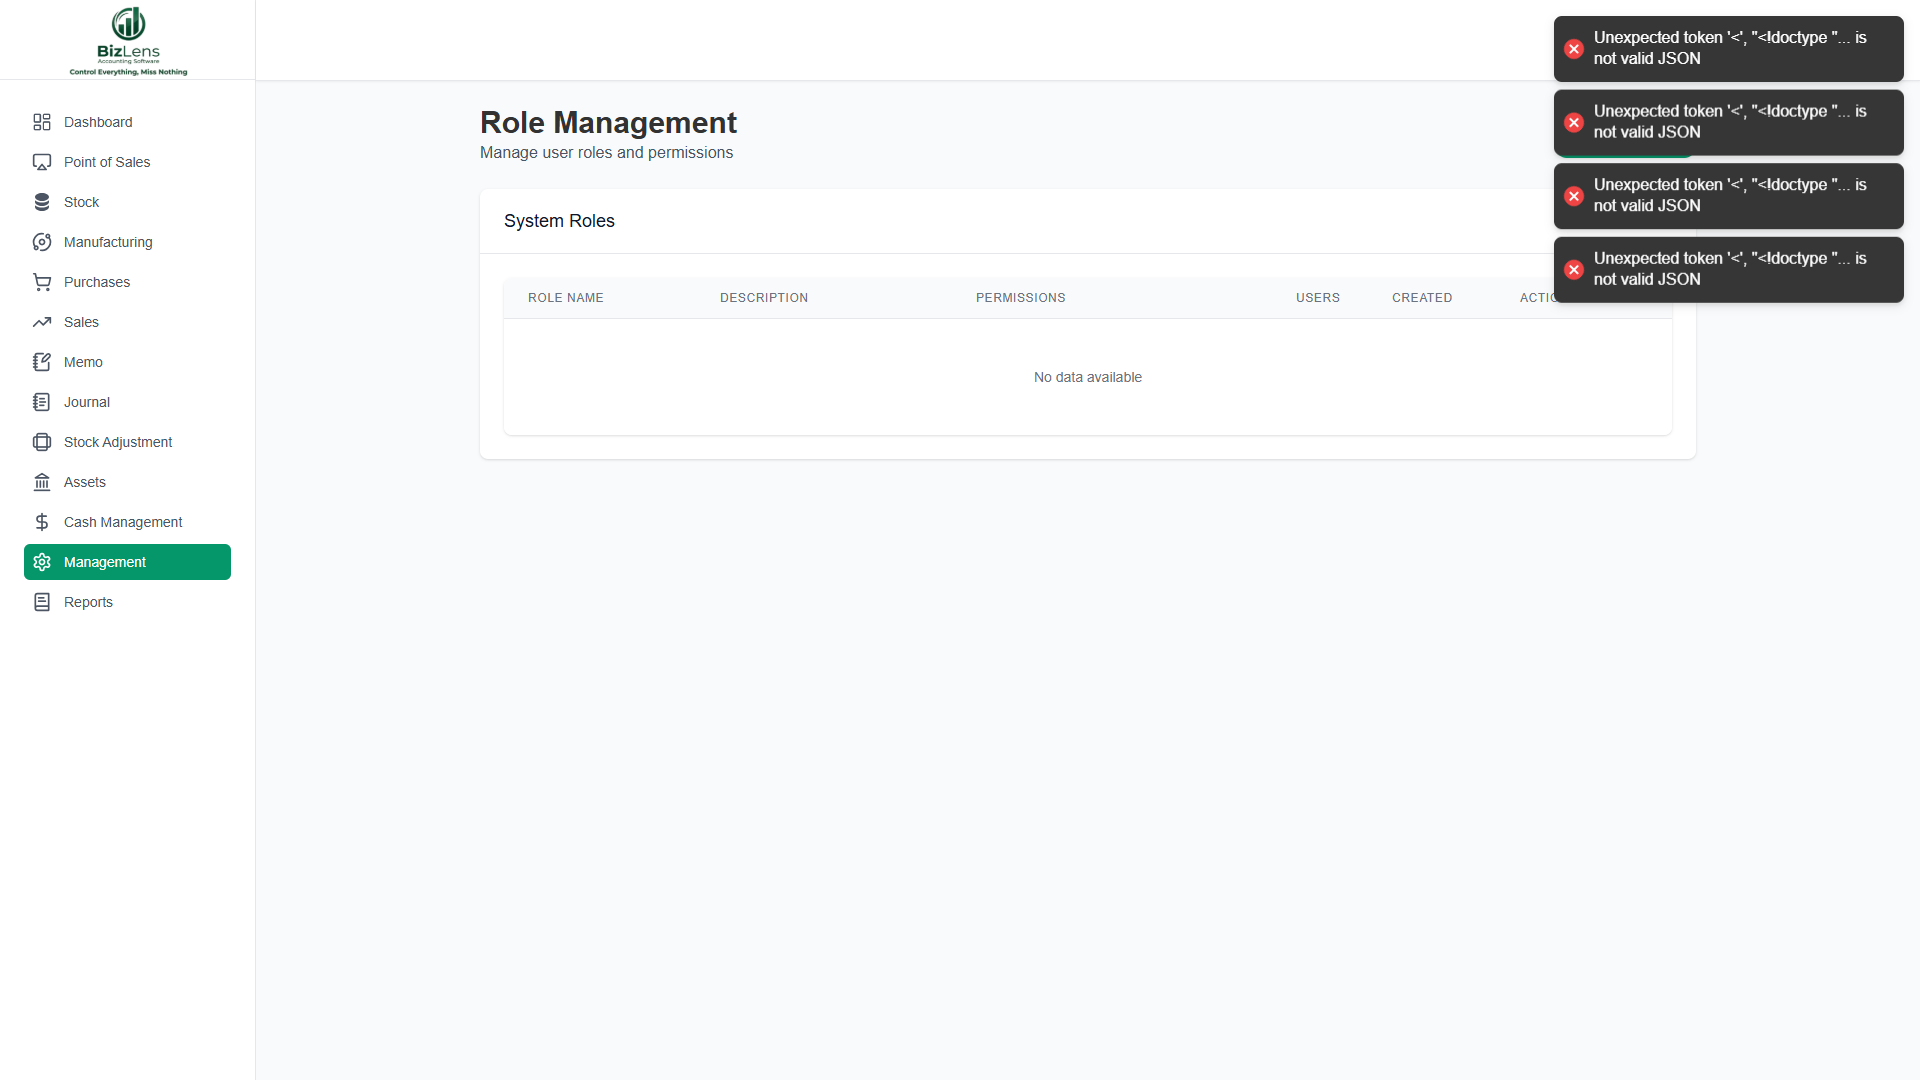 BizLens
Accounting Software
Control Everything, Miss Nothing
Dashboard
Point of Sales
Stock
Manufacturing
Purchases
Sales
Memo
Journal
Stock Adjustment
Assets
Cash Management
Management
Reports
Role Management
Manage user roles and permissions
System Roles
ROLE NAME DESCRIPTION PERMISSIONS USERS CREATED ACTIO
No data available
Unexpected token '<', "<!doctype "... is
not valid JSON
Unexpected token '<', "<!doctype "... is
not valid JSON
Unexpected token '<', "<!doctype "... is
not valid JSON
Unexpected token '<', "<!doctype "... is
not valid JSON